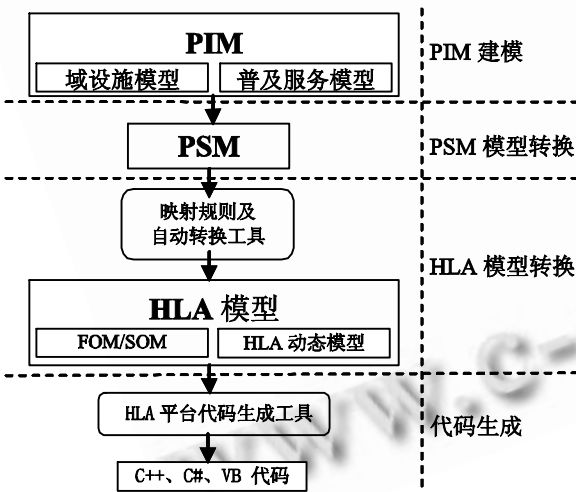 PIM
域设施模型
普及服务模型
PIM 建模
PSM
PSM 模型转换
映射规则及
自动转换工具
HLA 模型转换
HLA 模型
FOM/SOM
HLA 动态模型
HLA 平台代码生成工具
代码生成
C++、C#、VB 代码
www.c-